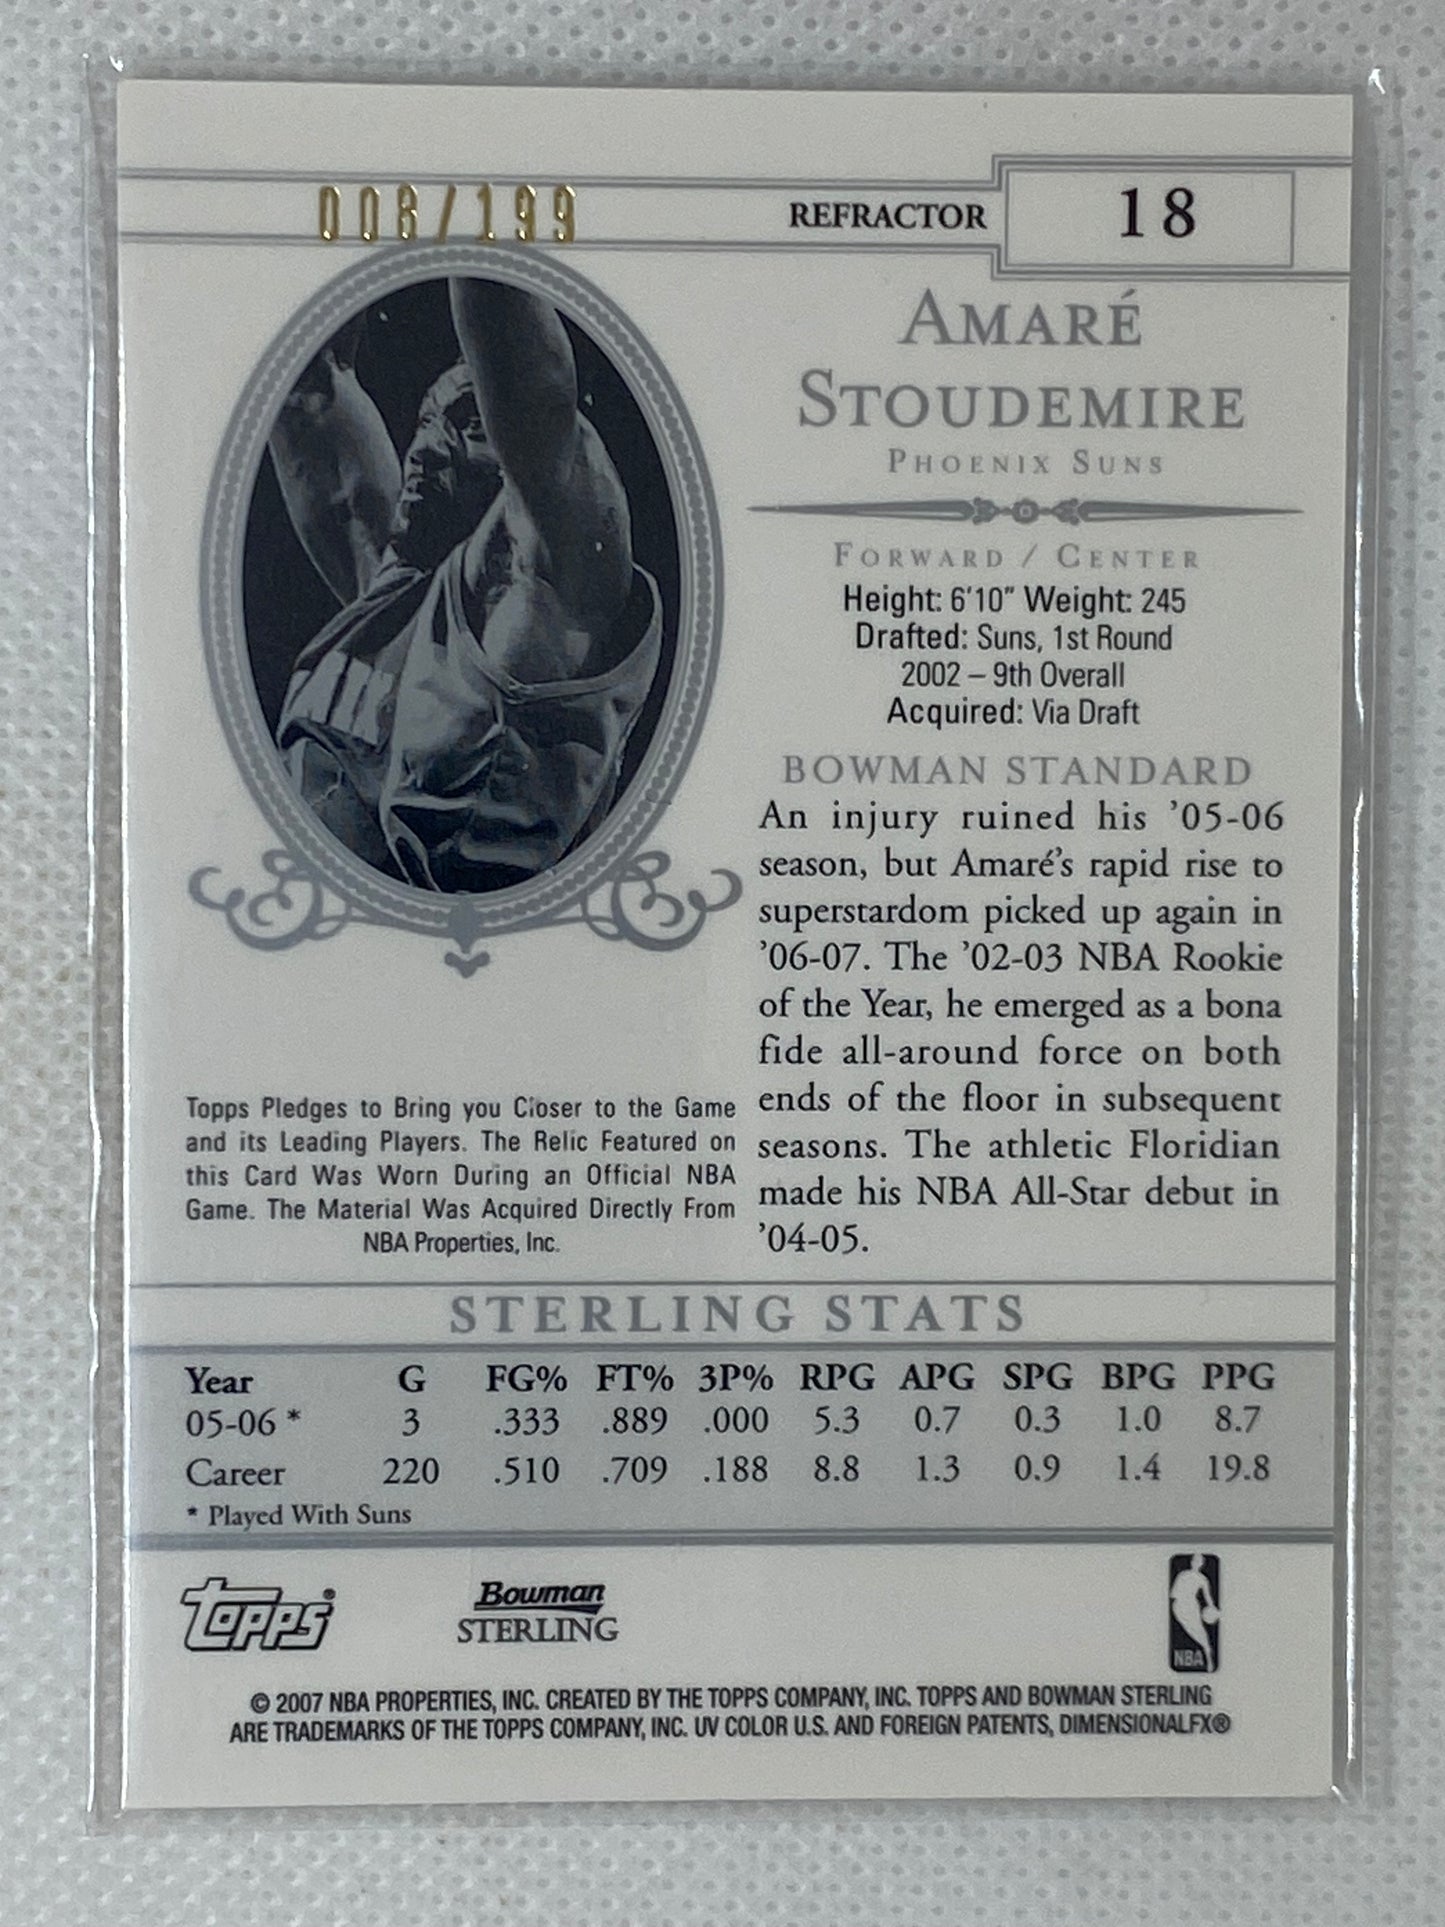 008/199
REFRACTOR
18
AMARÉ
STOUDEMIRE
PHOENIX SUNS
FORWARD / CENTER
Height: 6'10" Weight: 245
Drafted: Suns, 1st Round
2002 – 9th Overall
Acquired: Via Draft
BOWMAN STANDARD
An injury ruined his ’05-06
season, but Amaré’s rapid rise to
superstardom picked up again in
’06-07. The ’02-03 NBA Rookie
of the Year, he emerged as a bona
fide all-around force on both
ends of the floor in subsequent
seasons. The athletic Floridian
made his NBA All-Star debut in
’04-05.
Topps Pledges to Bring you Closer to the Game
and its Leading Players. The Relic Featured on
this Card Was Worn During an Official NBA
Game. The Material Was Acquired Directly From
NBA Properties, Inc.
STERLING STATS
Year G FG% FT% 3P% RPG APG SPG BPG PPG
05-06 * 3 .333 .889 .000 5.3 0.7 0.3 1.0 8.7
Career 220 .510 .709 .188 8.8 1.3 0.9 1.4 19.8
* Played With Suns
Topps®
Bowman
STERLING
NBA
© 2007 NBA PROPERTIES, INC. CREATED BY THE TOPPS COMPANY, INC. TOPPS AND BOWMAN STERLING
ARE TRADEMARKS OF THE TOPPS COMPANY, INC. UV COLOR U.S. AND FOREIGN PATENTS, DIMENSIONALFX®